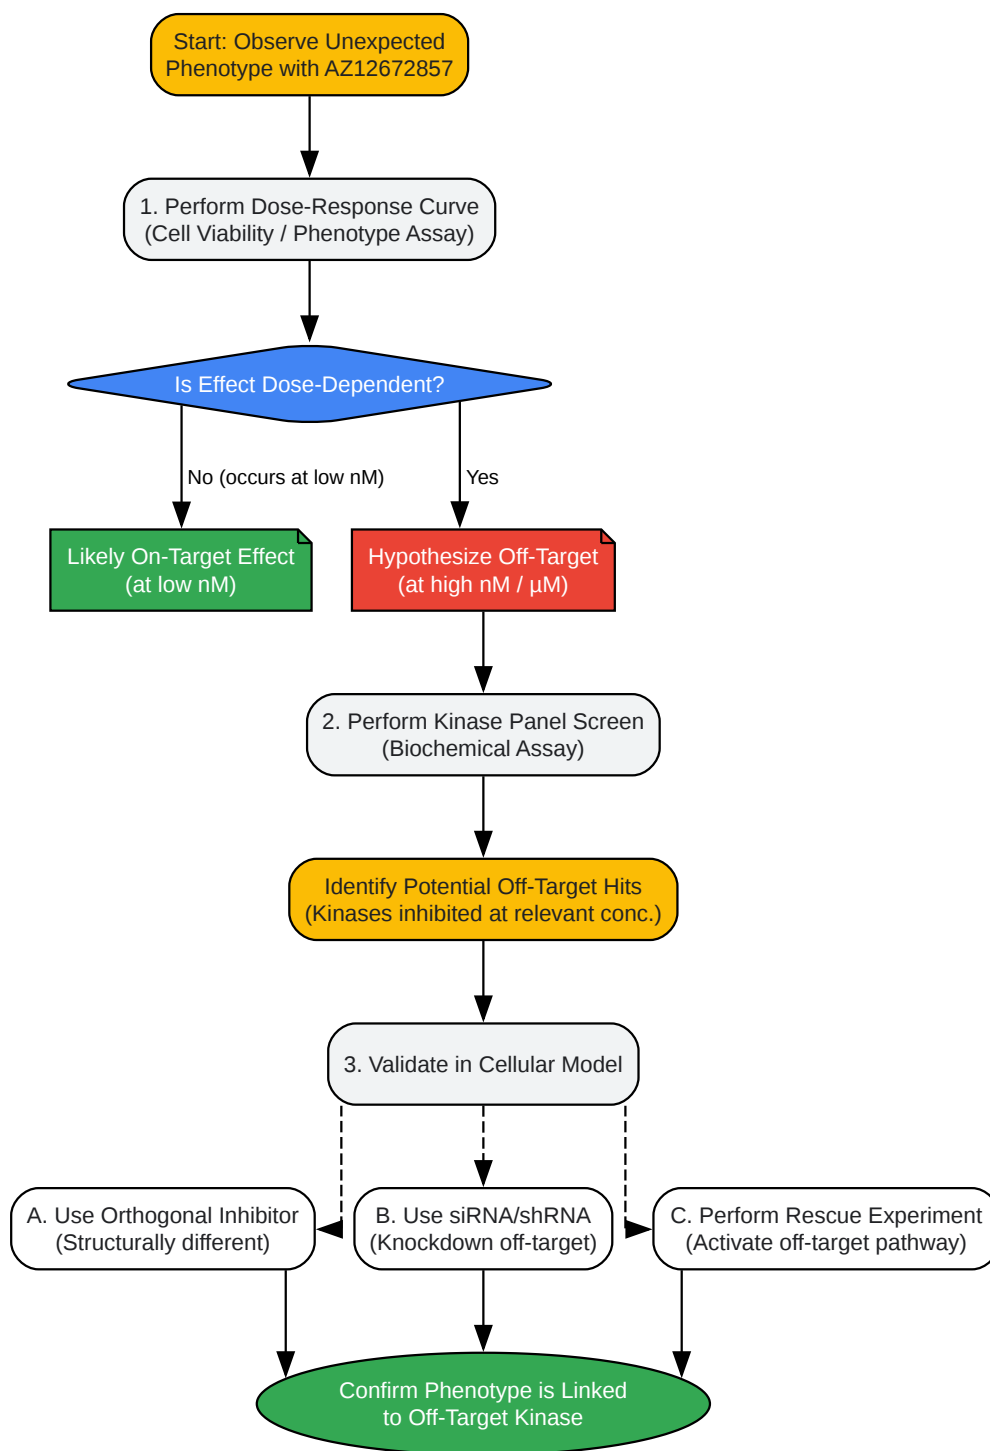 Start: Observe Unexpected
Phenotype with AZ12672857
1. Perform Dose-Response Curve
(Cell Viability / Phenotype Assay)
Is Effect Dose-Dependent?
No (occurs at low nM)
Yes
Likely On-Target Effect
(at low nM)
Hypothesize Off-Target
(at high nM / µM)
2. Perform Kinase Panel Screen
(Biochemical Assay)
Identify Potential Off-Target Hits
(Kinases inhibited at relevant conc.)
3. Validate in Cellular Model
A. Use Orthogonal Inhibitor
(Structurally different)
B. Use siRNA/shRNA
(Knockdown off-target)
C. Perform Rescue Experiment
(Activate off-target pathway)
Confirm Phenotype is Linked
to Off-Target Kinase